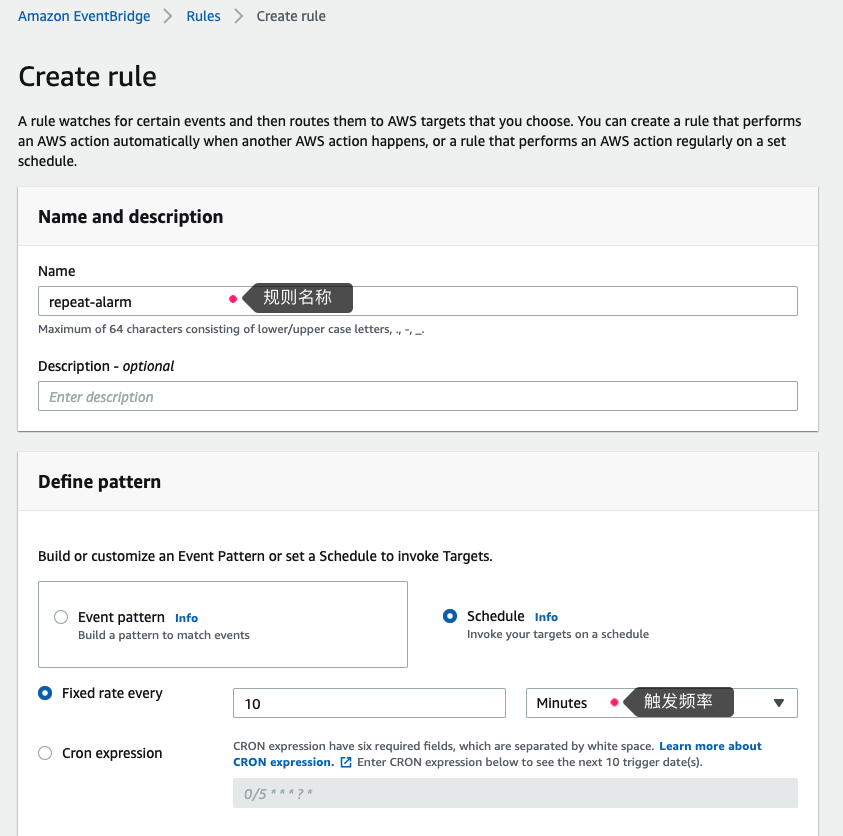 Amazon EventBridge > Rules > Create rule
Create rule
A rule watches for certain events and then routes them to AWS targets that you choose. You can create a rule that performs
an AWS action automatically when another AWS action happens, or a rule that performs an AWS action regularly on a set
schedule.
Name and description
Name
repeat-alarm 规则名称
Maximum of 64 characters consisting of lower/upper case letters, ., -, _.
Description - optional
Enter description
Define pattern
Build or customize an Event Pattern or set a Schedule to invoke Targets.
Event pattern Info
Build a pattern to match events
Schedule Info
Invoke your targets on a schedule
Fixed rate every 10 Minutes 触发频率
Cron expression
CRON expression have six required fields, which are separated by white space. Learn more about
CRON expression. Enter CRON expression below to see the next 10 trigger date(s).
0/5 * * * ? *